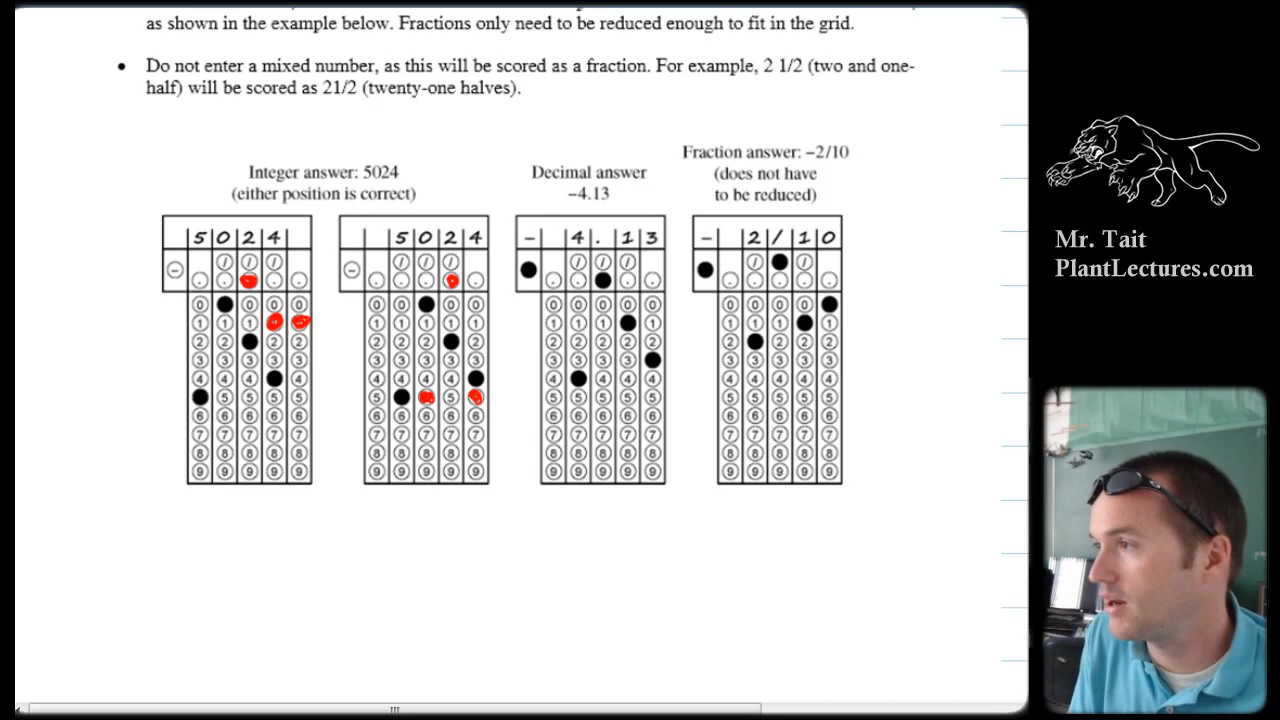 as shown in the example below. Fractions only need to be reduced enough to fit in the grid.
• Do not enter a mixed number, as this will be scored as a fraction. For example, 2 1/2 (two and one-
half) will be scored as 21/2 (twenty-one halves).
Integer answer: 5024
(either position is correct)
Decimal answer
−4.13
Fraction answer: −2/10
(does not have
to be reduced)
5 0 2 4
5 0 2 4
− 4 . 1 3
− 2 / 1 0
Mr. Tait
PlantLectures.com